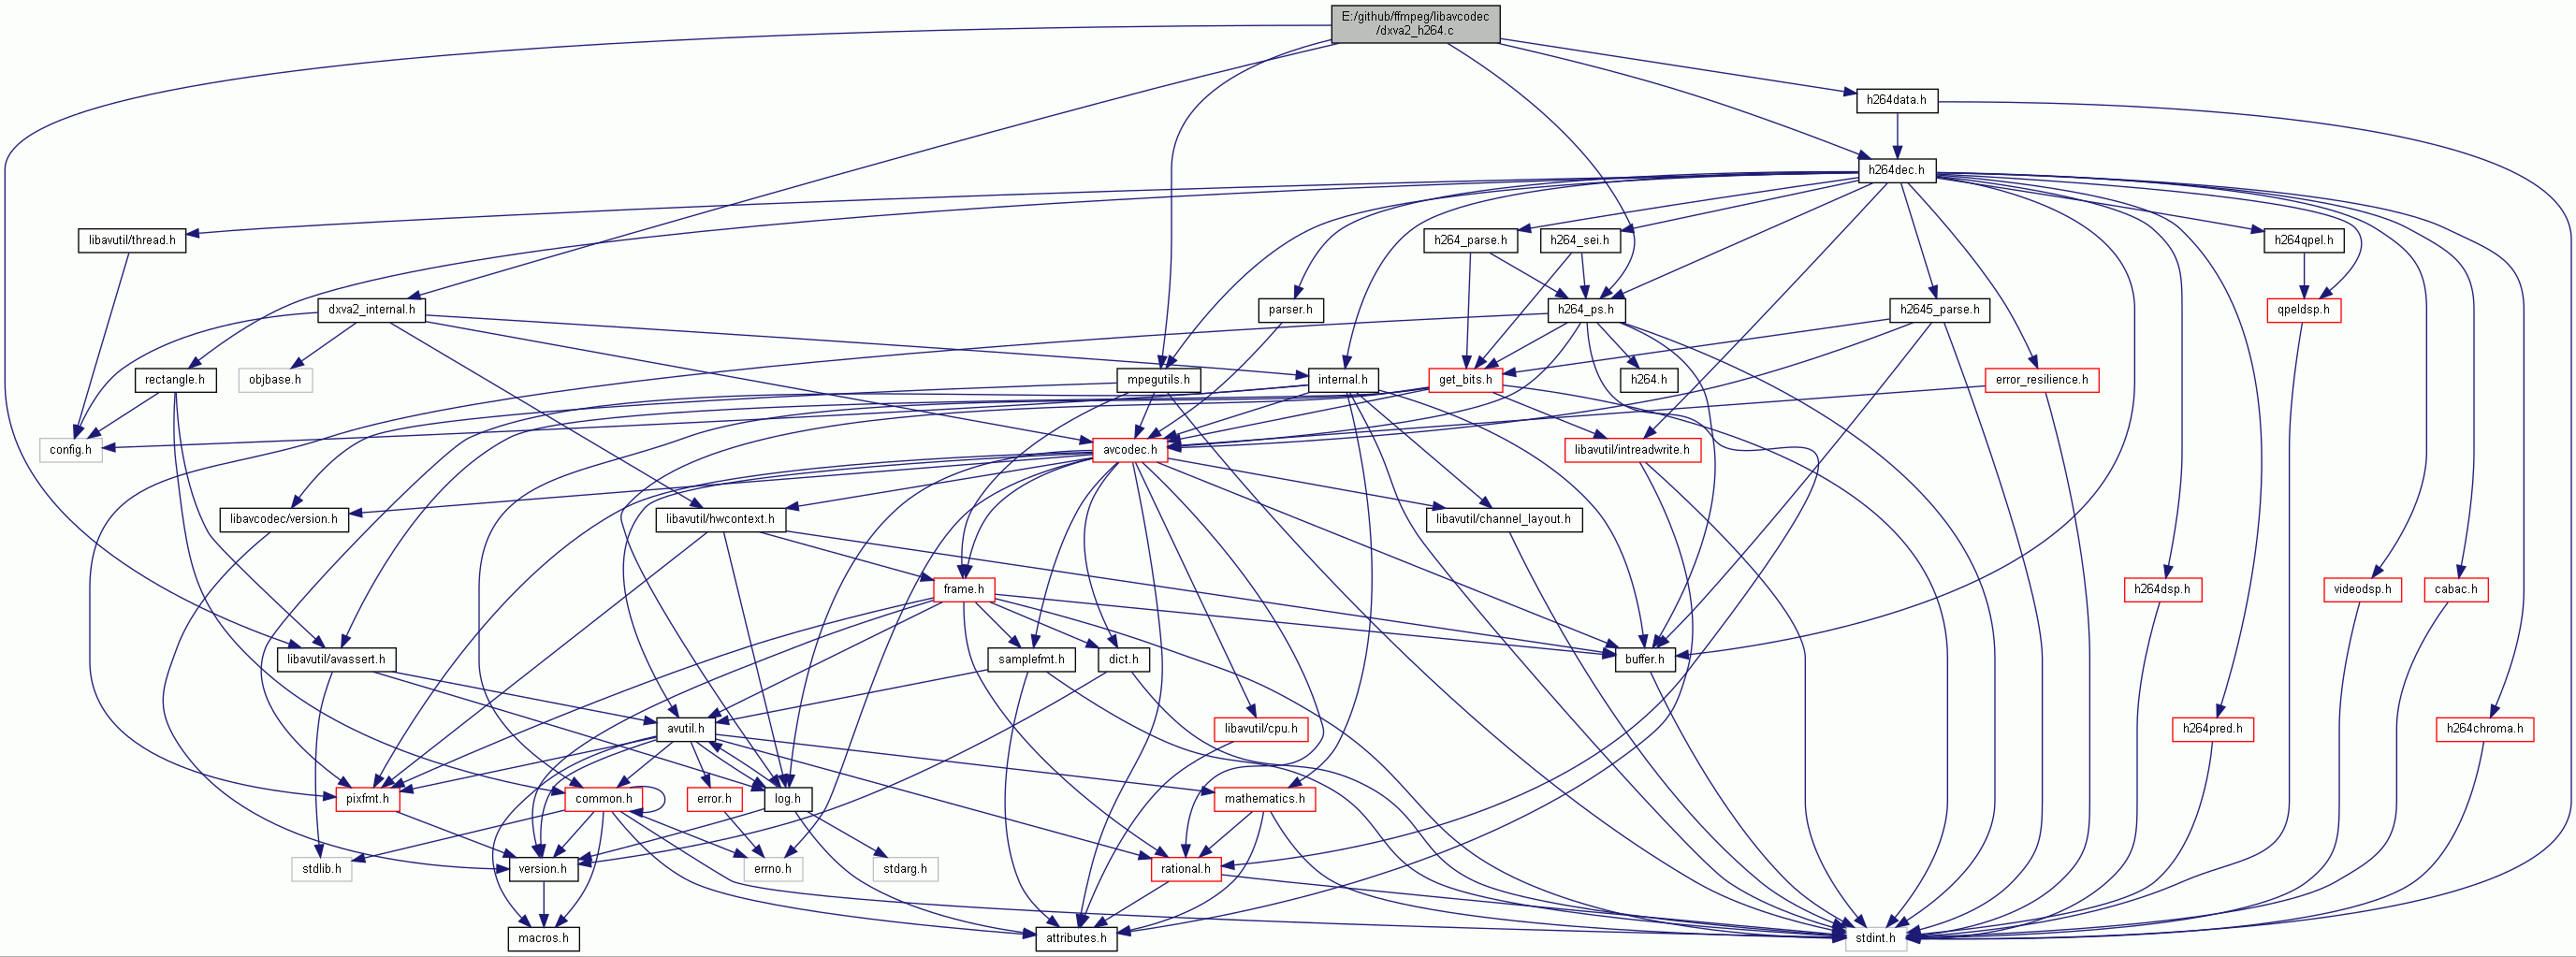 E:/github/ffmpeg/libavcodec
/dxva2_h264.c
h264data.h
h264dec.h
libavutil/thread.h
h264_parse.h
h264_sei.h
h264qpel.h
dxva2_internal.h
parser.h
h264_ps.h
h2645_parse.h
qpeldsp.h
rectangle.h
objbase.h
mpegutils.h
internal.h
get_bits.h
h264.h
error_resilience.h
config.h
avcodec.h
libavutil/intreadwrite.h
libavcodec/version.h
libavutil/hwcontext.h
libavutil/channel_layout.h
frame.h
h264dsp.h
videodsp.h
cabac.h
libavutil/avassert.h
samplefmt.h
dict.h
buffer.h
avutil.h
libavutil/cpu.h
h264pred.h
h264chroma.h
pixfmt.h
common.h
error.h
log.h
mathematics.h
stdlib.h
version.h
errno.h
stdarg.h
rational.h
macros.h
attributes.h
stdint.h